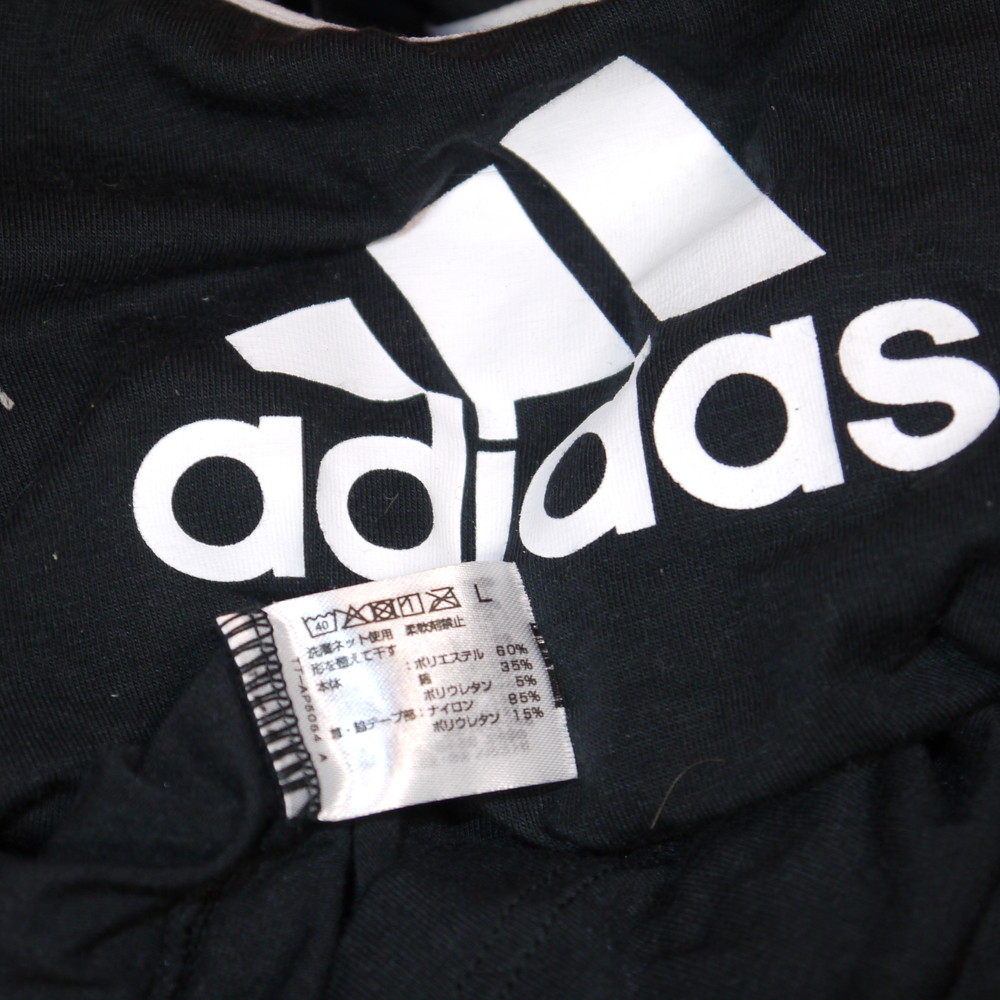 adidas
40 L
洗濯ネット使用 柔軟剤禁止
形を整えて干す
本体 :ポリエステル 60%
綿 35%
ポリウレタン 5%
・脇テープ部:ナイロン 85%
ポリウレタン 15%